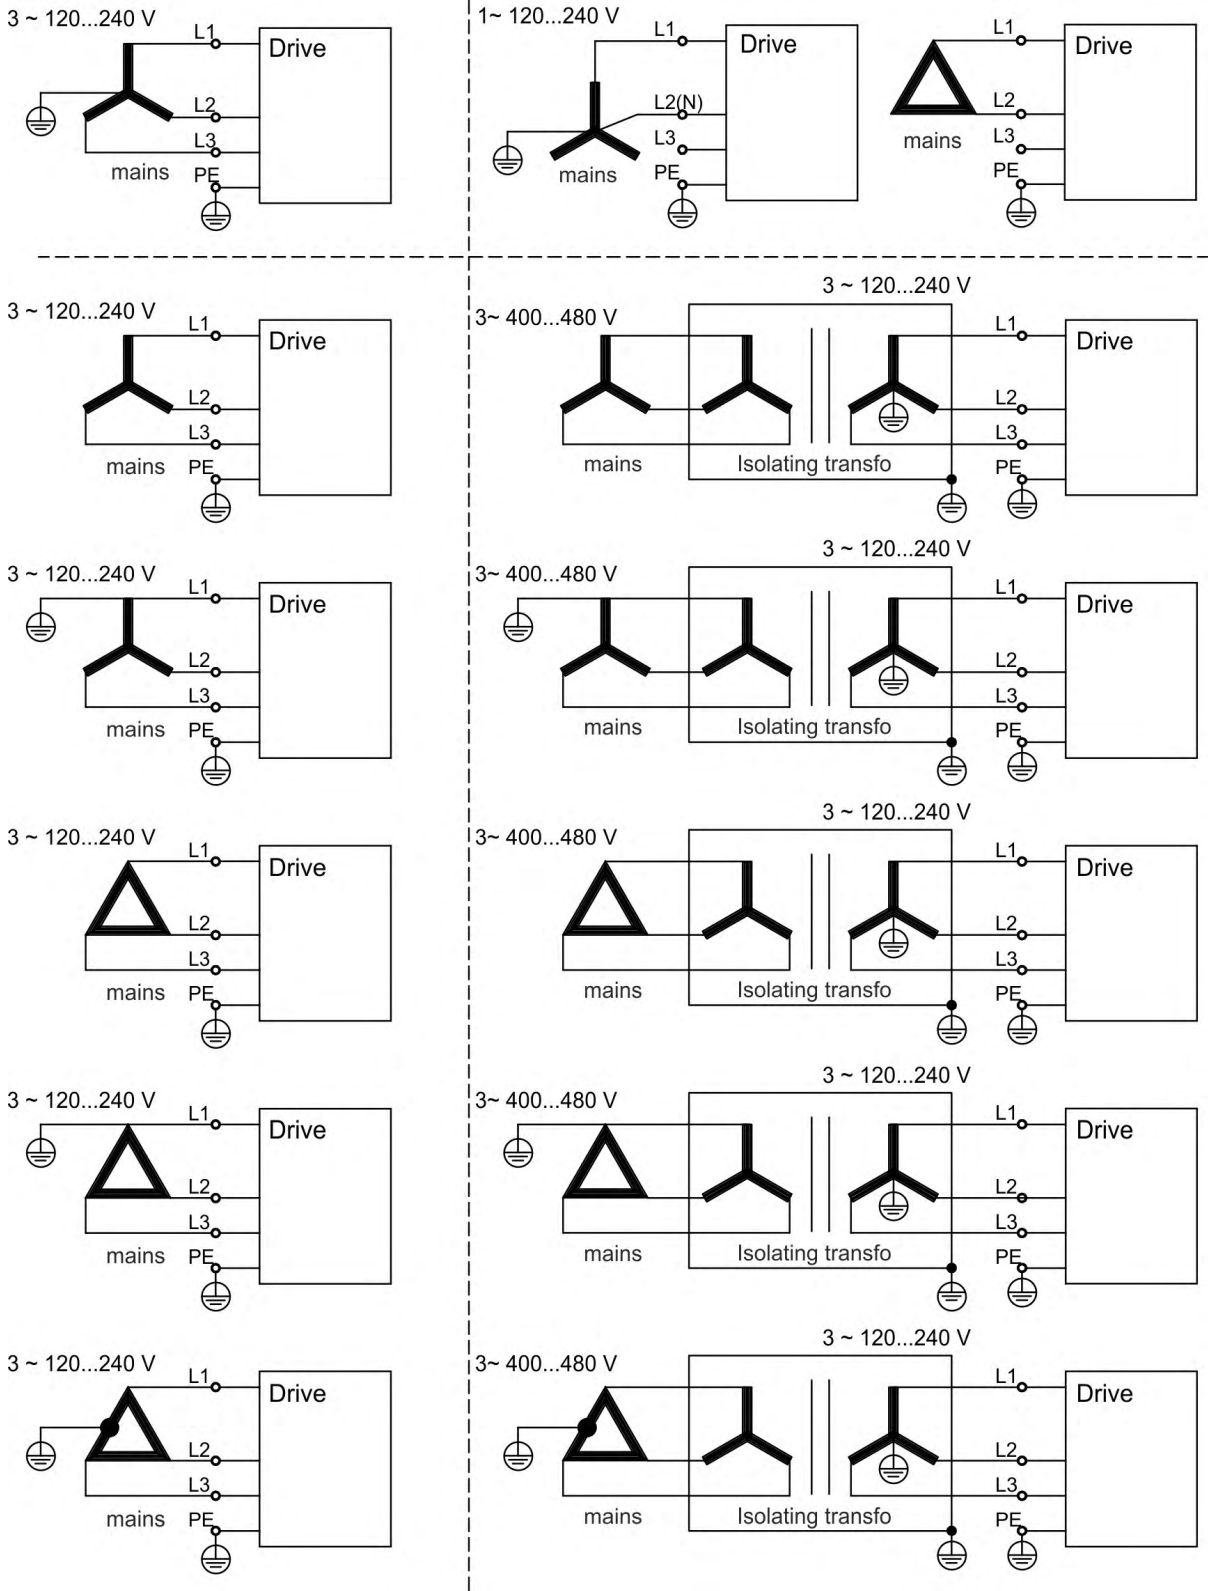 3 ~ 120...240 V
L1
Drive
L2
L3
mains
PE
1~ 120...240 V
L1
Drive
L2(N)
L3
mains
PE
L1
Drive
L2
mains
L3
PE
3 ~ 120...240 V
L1
Drive
L2
L3
mains
PE
3 ~ 120...240 V
3~ 400...480 V
L1
Drive
L2
L3
mains
Isolating transfo
PE
3 ~ 120...240 V
L1
Drive
L2
L3
mains
PE
3 ~ 120...240 V
3~ 400...480 V
L1
Drive
L2
L3
mains
Isolating transfo
PE
3 ~ 120...240 V
L1
Drive
L2
L3
mains
PE
3 ~ 120...240 V
3~ 400...480 V
L1
Drive
L2
L3
mains
Isolating transfo
PE
3 ~ 120...240 V
L1
Drive
L2
L3
mains
PE
3 ~ 120...240 V
3~ 400...480 V
L1
Drive
L2
L3
mains
Isolating transfo
PE
3 ~ 120...240 V
L1
Drive
L2
L3
mains
PE
3 ~ 120...240 V
3~ 400...480 V
L1
Drive
L2
L3
mains
Isolating transfo
PE